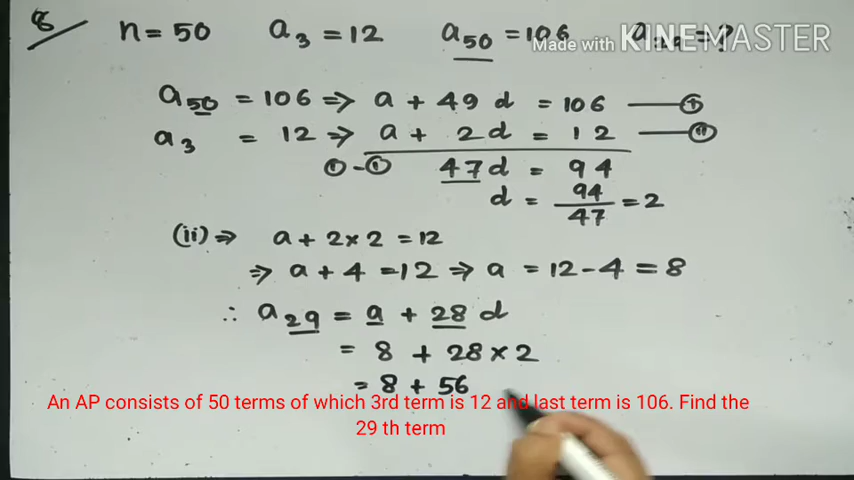 8
n = 50 a₃ = 12 a₅₀ = 106 = ?
Made with KINEMASTER
a₅₀ = 106 ⇒ a + 49 d = 106 — (i)
a₃ = 12 ⇒ a + 2d = 12 — (ii)
47d = 94
d = 94/47 = 2
(ii) ⇒ a + 2×2 = 12
⇒ a + 4 = 12 ⇒ a = 12 - 4 = 8
∴ a₂₉ = a + 28 d
= 8 + 28 × 2
= 8 + 56
An AP consists of 50 terms of which 3rd term is 12 and last term is 106. Find the
29 th term